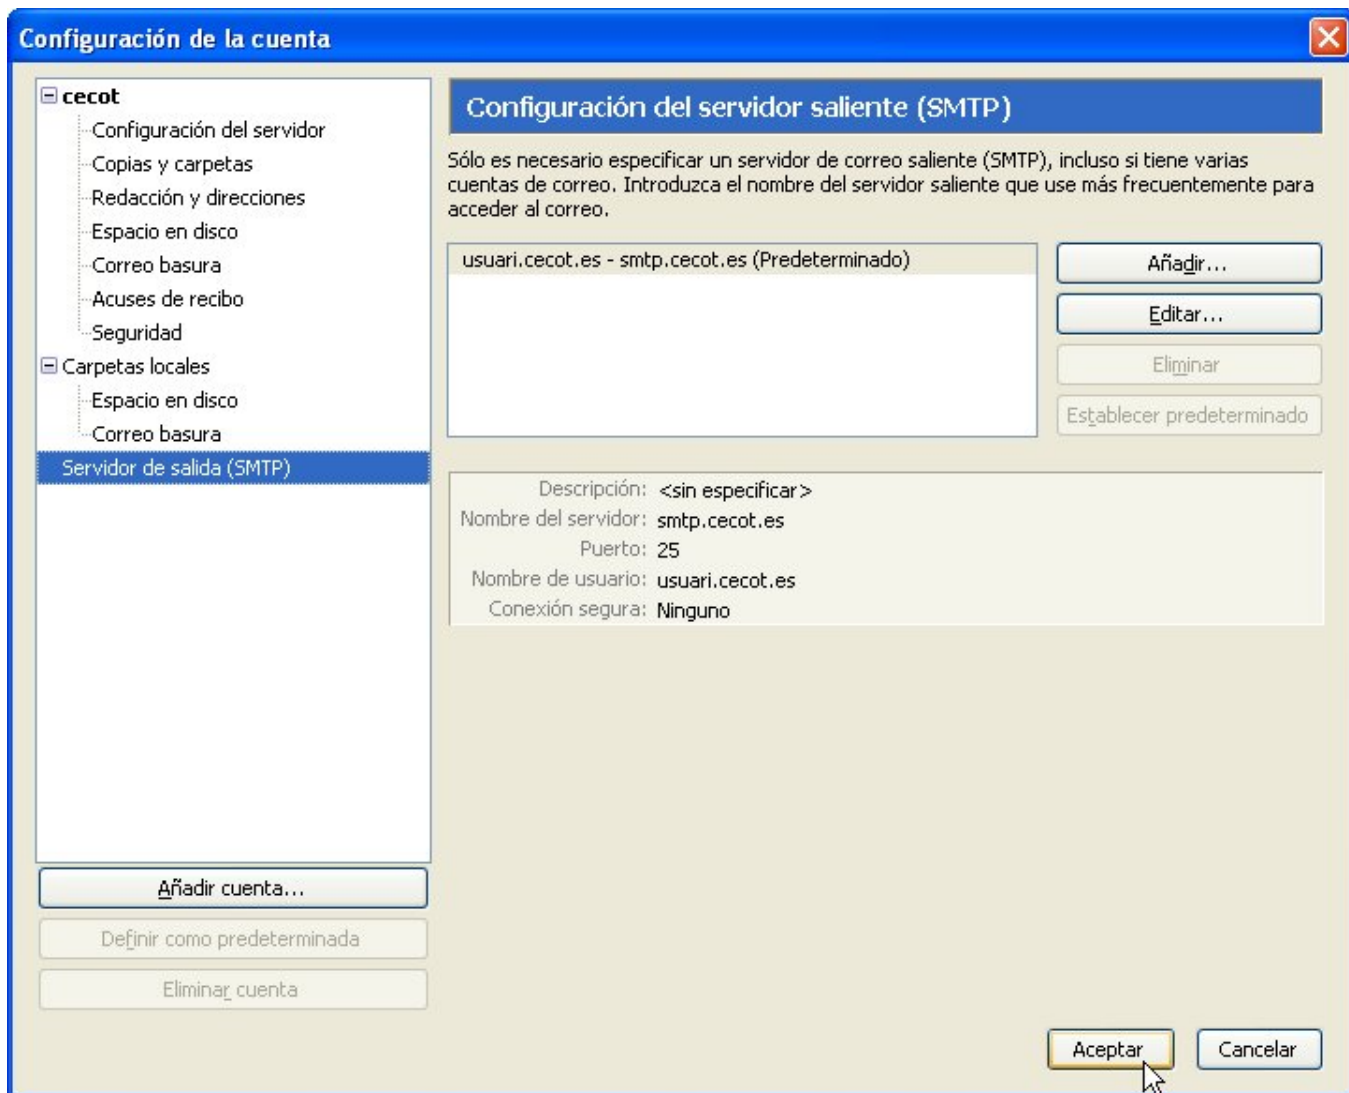 Configuración de la cuenta
cecot
Configuración del servidor
Copias y carpetas
Redacción y direcciones
Espacio en disco
Correo basura
Acuses de recibo
Seguridad
Carpetas locales
Espacio en disco
Correo basura
Servidor de salida (SMTP)
Añadir cuenta...
Definir como predeterminada
Eliminar cuenta
Configuración del servidor saliente (SMTP)
Sólo es necesario especificar un servidor de correo saliente (SMTP), incluso si tiene varias
cuentas de correo. Introduzca el nombre del servidor saliente que use más frecuentemente para
acceder al correo.
usuari.cecot.es - smtp.cecot.es (Predeterminado)
Añadir...
Editar...
Eliminar
Establecer predeterminado
Descripción: <sin especificar>
Nombre del servidor: smtp.cecot.es
Puerto: 25
Nombre de usuario: usuari.cecot.es
Conexión segura: Ninguno
Aceptar
Cancelar